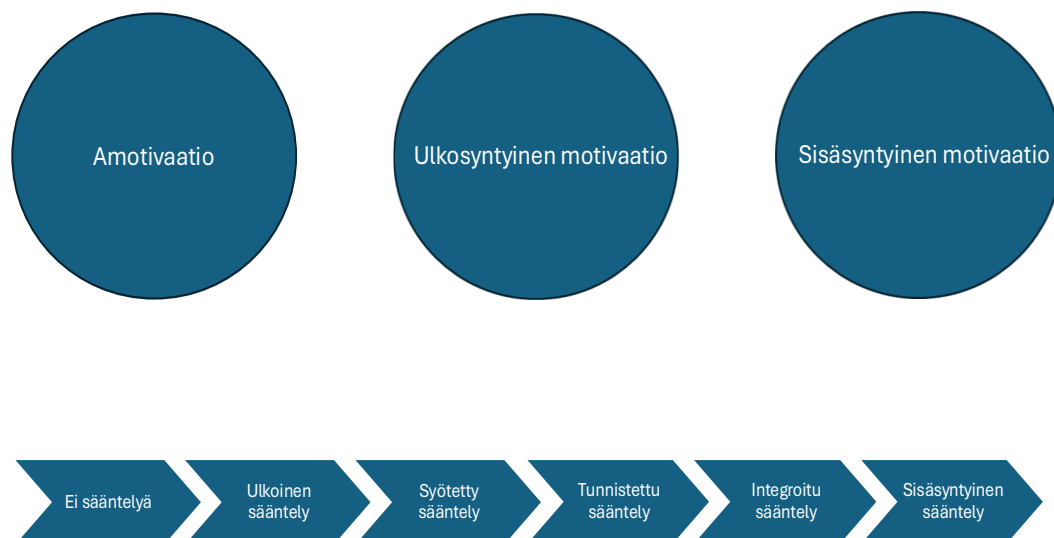 Amotivaatio
Ulkosyntyinen motivaatio
Sisäsyntyinen motivaatio
Ei sääntelyä
Ulkoinen
sääntely
Syötetty
sääntely
Tunnistettu
sääntely
Integroitu
sääntely
Sisäsyntyinen
sääntely